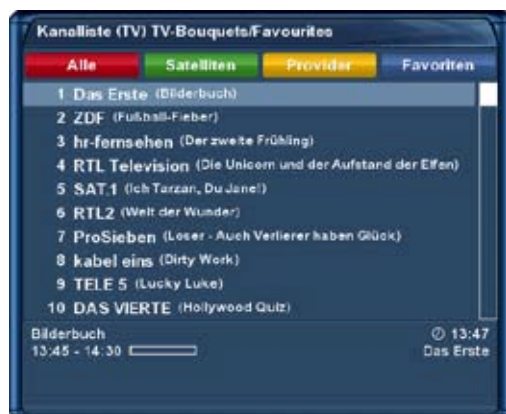 Kanalliste (TV) TV-Bouquets/Favourites
Alle Satelliten Provider Favoriten
1 Das Erste (Bilderbuch)
2 ZDF (Fußball-Fieber)
3 hr-fernsehen (Der zweite Frühling)
4 RTL Television (Die Unicorn und der Aufstand der Elfen)
5 SAT.1 (Ich Tarzan, Du Jane!)
6 RTL2 (Welt der Wunder)
7 ProSieben (Loser - Auch Verlierer haben Glück)
8 kabel eins (Dirty Work)
9 TELE 5 (Lucky Luke)
10 DAS VIERTE (Hollywood Quiz)
Bilderbuch 13:47
13:45 - 14:30 Das Erste